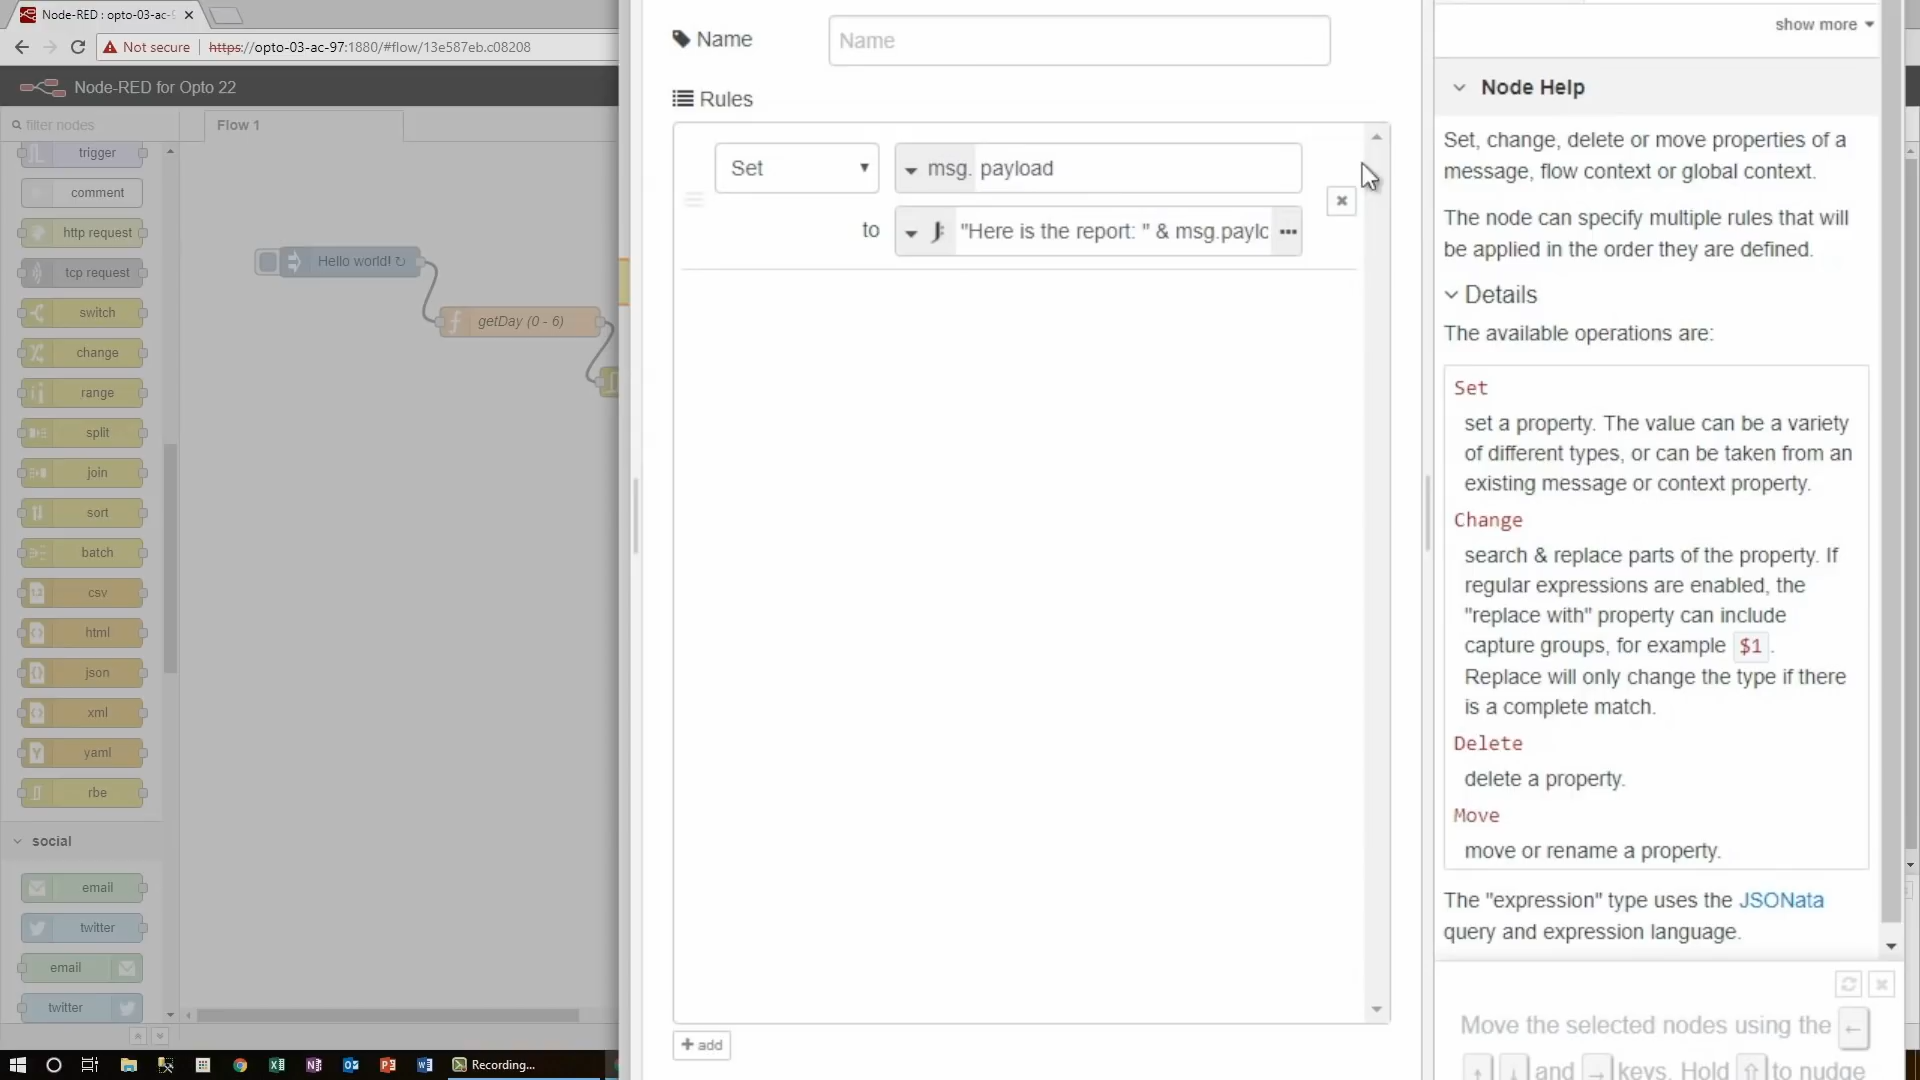 Node-RED : opto-03-ac-9
Not secure
https://opto-03-ac-97:1880/#flow/13e587eb.c08208
Node-RED for Opto 22
filter nodes
Flow 1
trigger
comment
http request
tcp request
switch
change
range
split
join
sort
batch
csv
html
json
xml
yaml
rbe
social
email
twitter
email
twitter
Hello world! ↻
getDay (0 - 6)
Name
Name
Rules
Set
msg. payload
to
"Here is the report: " & msg.paylo
add
show more
Node Help
Set, change, delete or move properties of a
message, flow context or global context.
The node can specify multiple rules that will
be applied in the order they are defined.
Details
The available operations are:
Set
set a property. The value can be a variety
of different types, or can be taken from an
existing message or context property.
Change
search & replace parts of the property. If
regular expressions are enabled, the
"replace with" property can include
capture groups, for example $1 .
Replace will only change the type if there
is a complete match.
Delete
delete a property.
Move
move or rename a property.
The "expression" type uses the JSONata
query and expression language.
Move the selected nodes using the ←
↑ ↓ and → keys. Hold ⇧ to nudge
Recording...